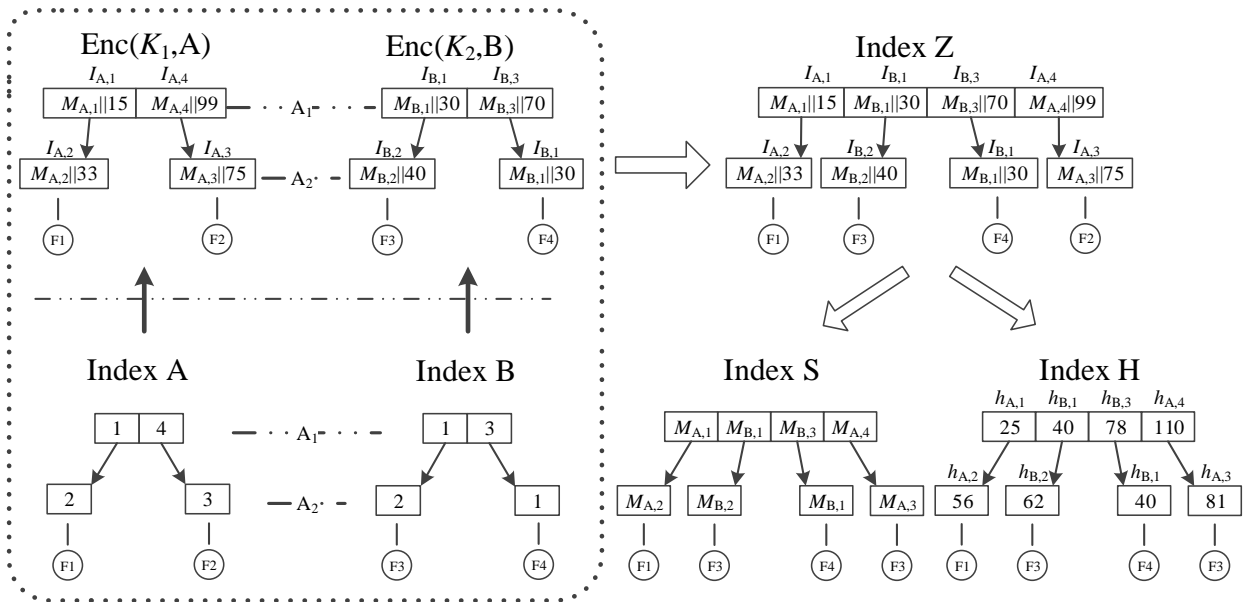 Enc(K1,A) Enc(K2,B) Index Z
IA,1 IA,4 IB,1 IB,3 IA,1 IB,1 IB,3 IA,4
MA,1||15 MA,4||99 A1 MB,1||30 MB,3||70 MA,1||15 MB,1||30 MB,3||70 MA,4||99
IA,2 IA,3 IB,2 IB,1 IA,2 IB,2 IB,1 IA,3
MA,2||33 MA,3||75 A2 MB,2||40 MB,1||30 MA,2||33 MB,2||40 MB,1||30 MA,3||75
F1 F2 F3 F4 F1 F3 F4 F2
Index A Index B Index S Index H
hA,1 hB,1 hB,3 hA,4
1 4 A1 1 3 MA,1 MB,1 MB,3 MA,4 25 40 78 110
hA,2 hB,2 hB,1 hA,3
2 3 A2 2 1 MA,2 MB,2 MB,1 MA,3 56 62 40 81
F1 F2 F3 F4 F1 F3 F4 F3 F1 F3 F4 F3